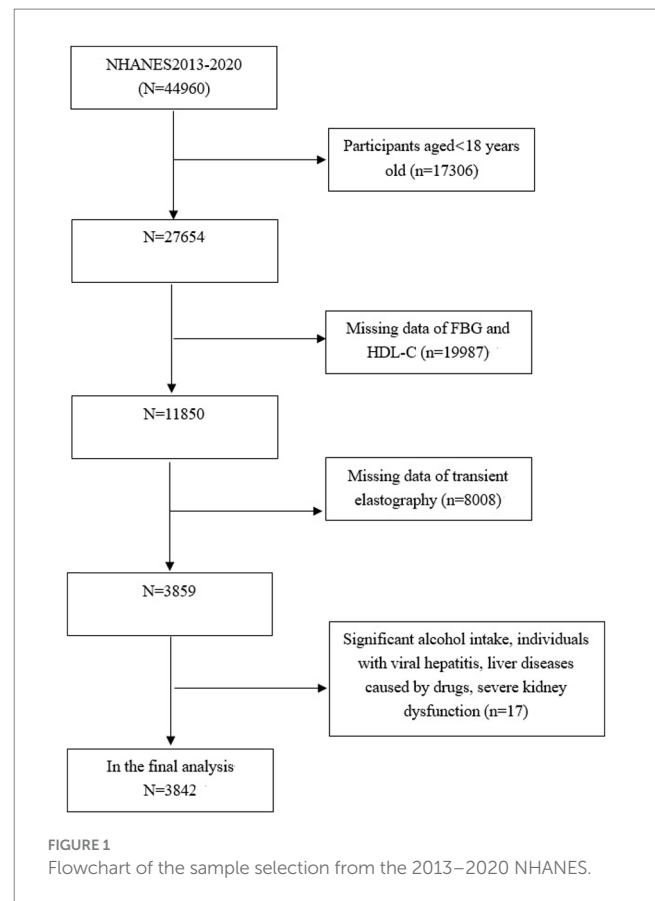 NHANES2013-2020
(N=44960)
Participants aged<18 years
old (n=17306)
N=27654
Missing data of FBG and
HDL-C (n=19987)
N=11850
Missing data of transient
elastography (n=8008)
N=3859
Significant alcohol intake, individuals
with viral hepatitis, liver diseases
caused by drugs, severe kidney
dysfunction (n=17)
In the final analysis
N=3842
FIGURE 1
Flowchart of the sample selection from the 2013–2020 NHANES.